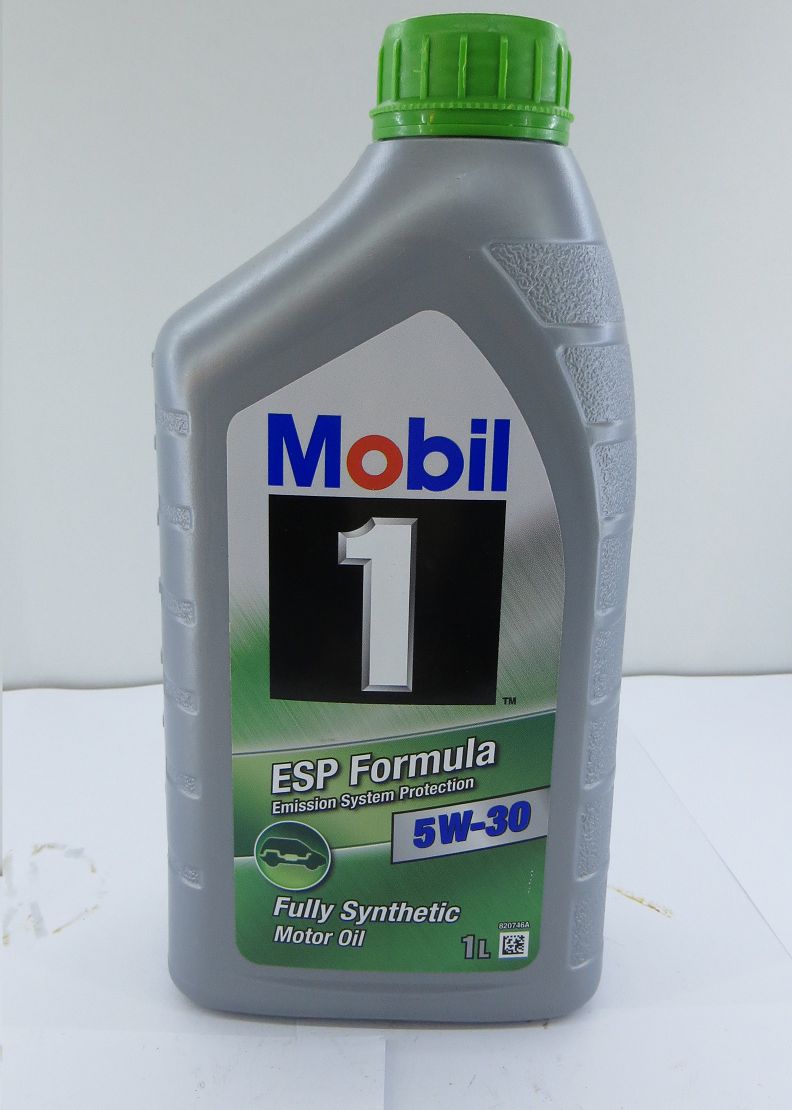 Mobil
1
TM
ESP Formula
Emission System Protection
5W-30
Fully Synthetic
Motor Oil
820746A
1L